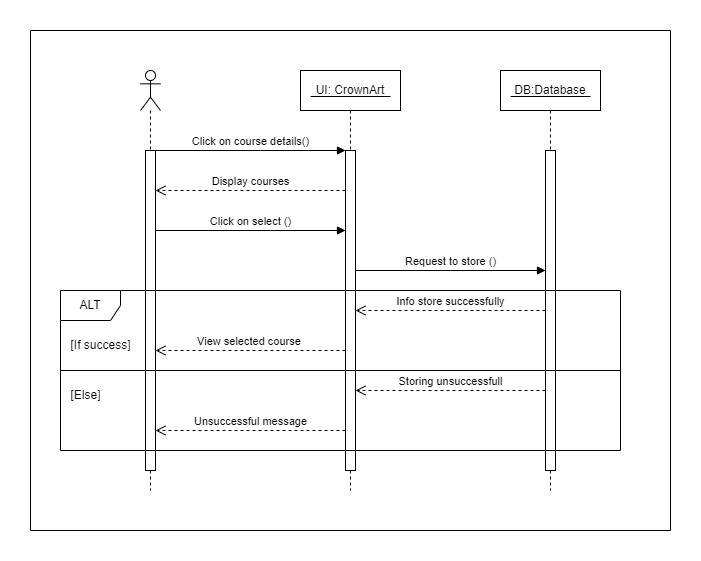 UI: CrownArt
DB:Database
Click on course details()
Display courses
Click on select ()
Request to store ()
ALT
Info store successfully
[If success]
View selected course
Storing unsuccessfull
[Else]
Unsuccessful message